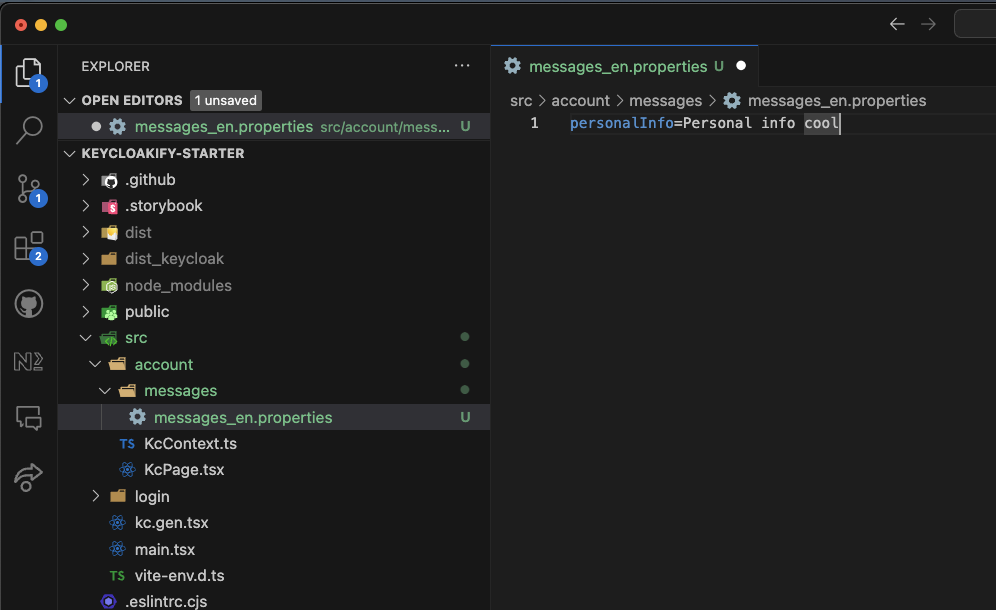 EXPLORER
···
OPEN EDITORS 1 unsaved
messages_en.properties src/account/mess... U
KEYCLOAKIFY-STARTER
.github
.storybook
dist
dist_keycloak
node_modules
public
src
account
messages
messages_en.properties U
TS KcContext.ts
KcPage.tsx
login
kc.gen.tsx
main.tsx
TS vite-env.d.ts
.eslintrc.cjs
1
1
2
messages_en.properties U
src > account > messages > messages_en.properties
1 personalInfo=Personal info cool